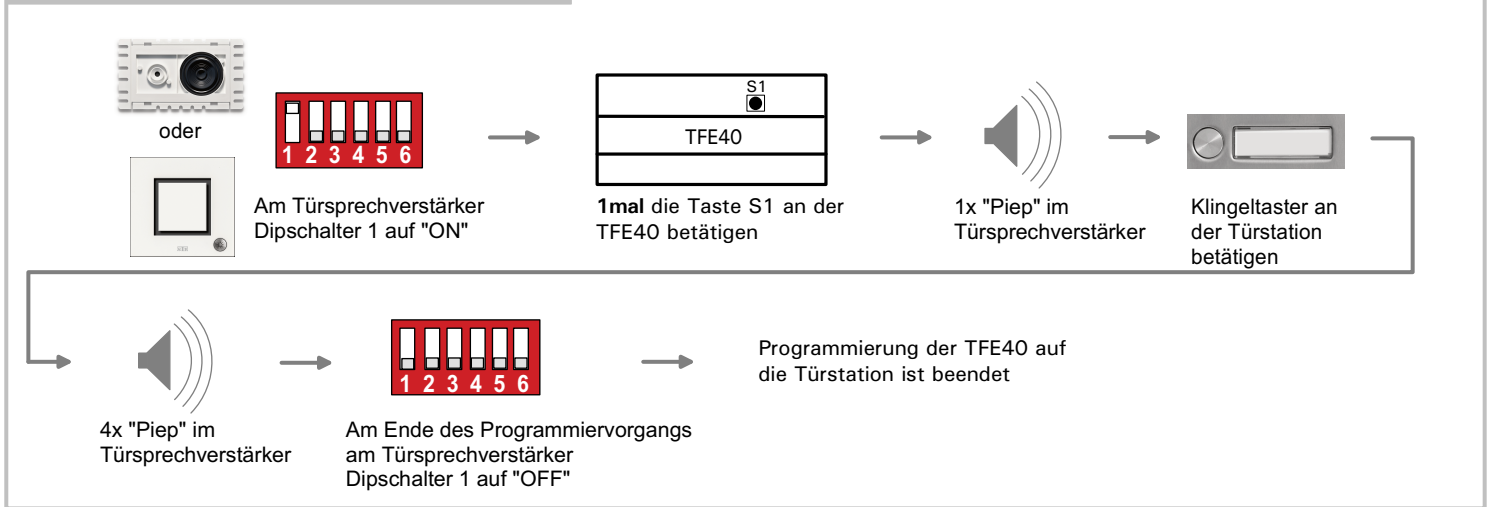 oder
1 2 3 4 5 6
Am Türsprechverstärker
Dipschalter 1 auf "ON"
S1
TFE40
1mal die Taste S1 an der
TFE40 betätigen
1x "Piep" im
Türsprechverstärker
Klingeltaster an
der Türstation
betätigen
4x "Piep" im
Türsprechverstärker
1 2 3 4 5 6
Am Ende des Programmiervorgangs
am Türsprechverstärker
Dipschalter 1 auf "OFF"
Programmierung der TFE40 auf
die Türstation ist beendet